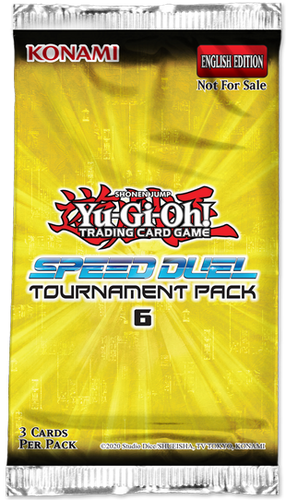 KONAMI
ENGLISH EDITION
Not For Sale
SHONEN JUMP
Yu-Gi-Oh!
TRADING CARD GAME
SPEED DUEL
TOURNAMENT PACK
6
3 CARDS
PER PACK
©2020 Studio Dice/SHUEISHA, TV TOKYO, KONAMI